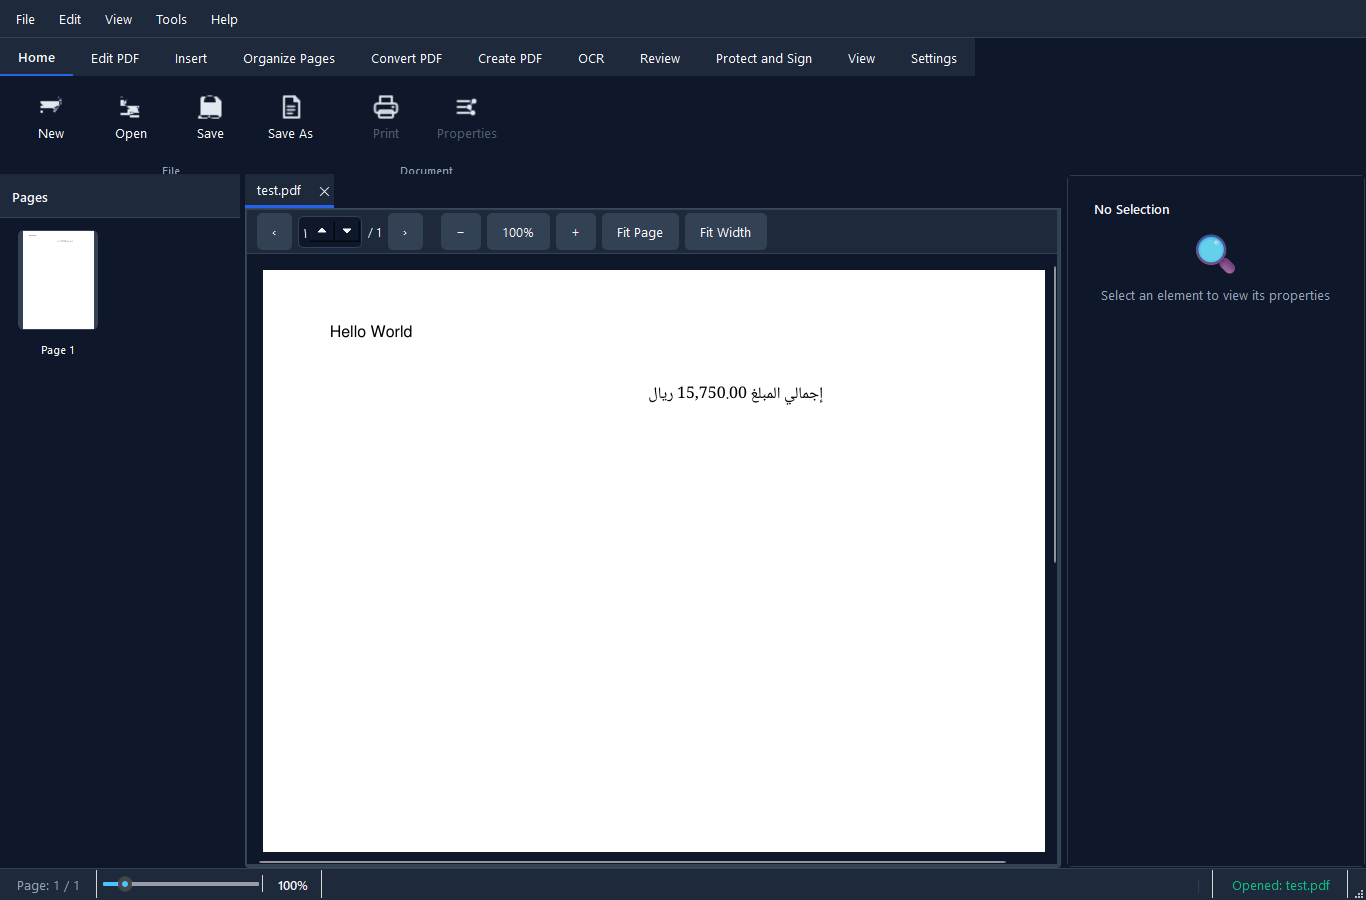 File Edit View Tools Help
Home Edit PDF Insert Organize Pages Convert PDF Create PDF OCR Review Protect and Sign View Settings
New Open Save Save As Print Properties
File Document
Pages
test.pdf
No Selection
‹ 1 / 1 › − 100% + Fit Page Fit Width
Select an element to view its properties
Hello World
إجمالي المبلغ 15,750.00 ريال
Page 1
Page: 1 / 1 100% Opened: test.pdf